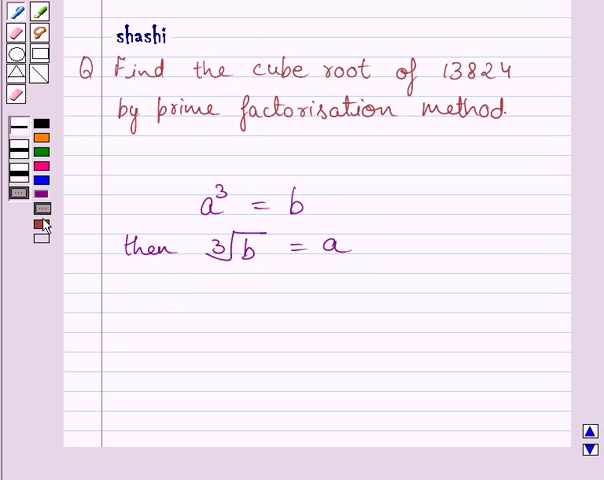 shashi
Q Find the cube root of 13824
by prime factorisation method.
a³ = b
then ∛b = a